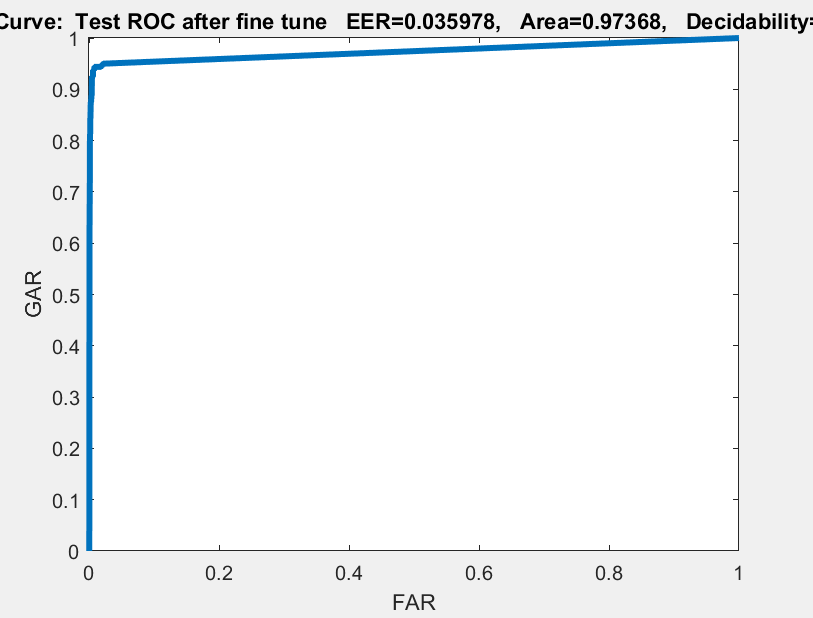 Curve: Test ROC after fine tune EER=0.035978, Area=0.97368, Decidability=
1
0.9
0.8
0.7
0.6
0.5
0.4
0.3
0.2
0.1
0
GAR
0 0.2 0.4 0.6 0.8 1
FAR